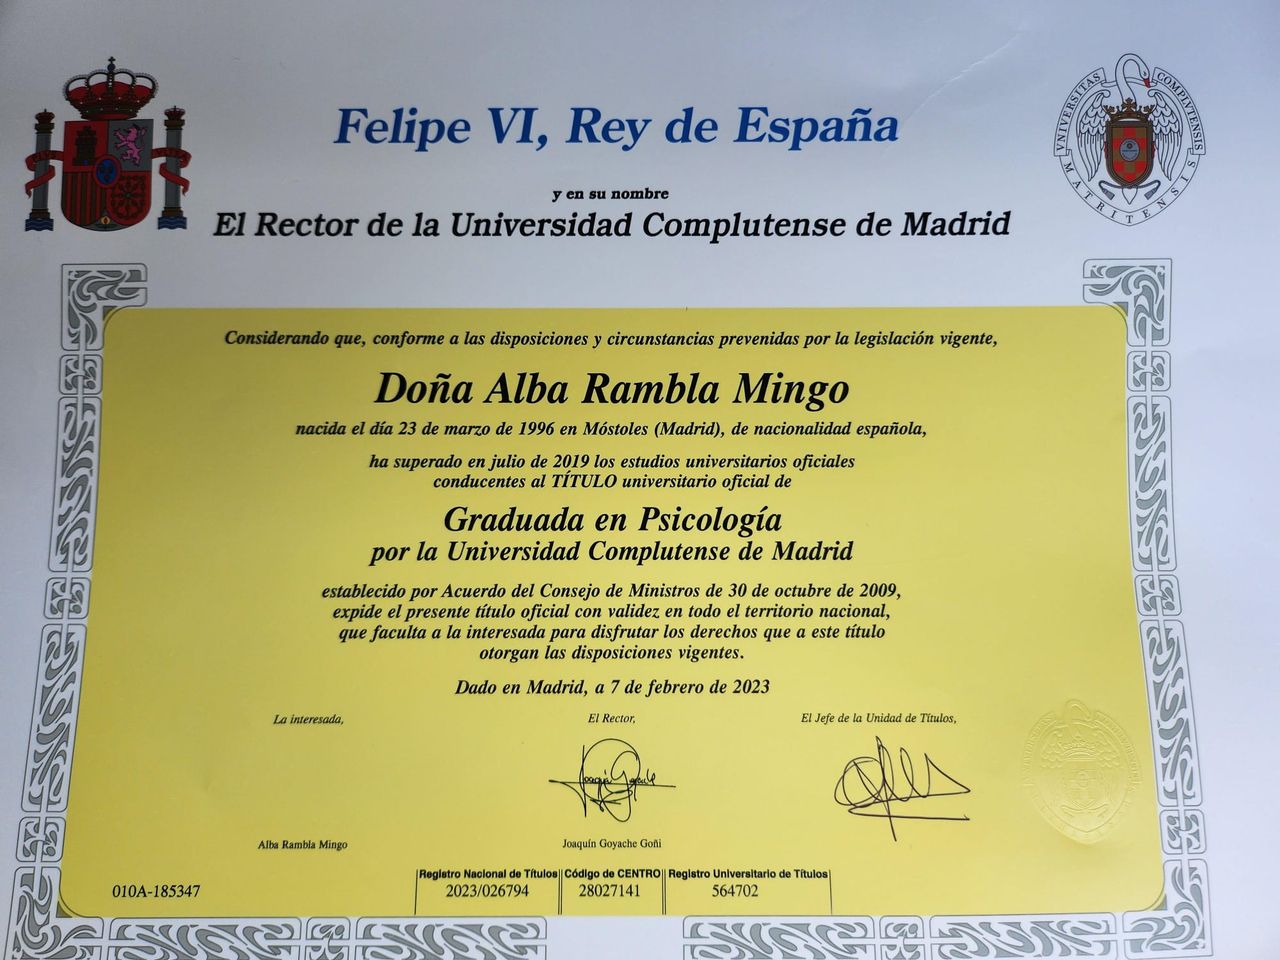 Felipe VI, Rey de España
UNIVERSITAS COMPLUTENSIS
MATRITENSIS
y en su nombre
El Rector de la Universidad Complutense de Madrid
Considerando que, conforme a las disposiciones y circunstancias prevenidas por la legislación vigente,
Doña Alba Rambla Mingo
nacida el día 23 de marzo de 1996 en Móstoles (Madrid), de nacionalidad española,
ha superado en julio de 2019 los estudios universitarios oficiales
conducentes al TÍTULO universitario oficial de
Graduada en Psicología
por la Universidad Complutense de Madrid
establecido por Acuerdo del Consejo de Ministros de 30 de octubre de 2009,
expide el presente título oficial con validez en todo el territorio nacional,
que faculta a la interesada para disfrutar los derechos que a este título
otorgan las disposiciones vigentes.
Dado en Madrid, a 7 de febrero de 2023
La interesada, El Rector, El Jefe de la Unidad de Títulos,
Alba Rambla Mingo Joaquín Goyache Goñi
Registro Nacional de Títulos Código de CENTRO Registro Universitario de Títulos
010A-185347 2023/026794 28027141 564702